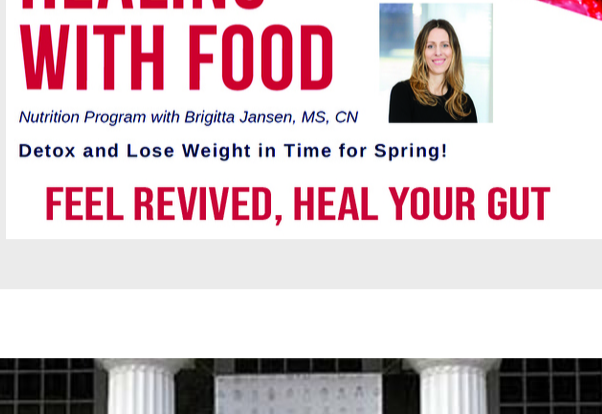 HEALING
WITH FOOD
Nutrition Program with Brigitta Jansen, MS, CN
Detox and Lose Weight in Time for Spring!
FEEL REVIVED, HEAL YOUR GUT